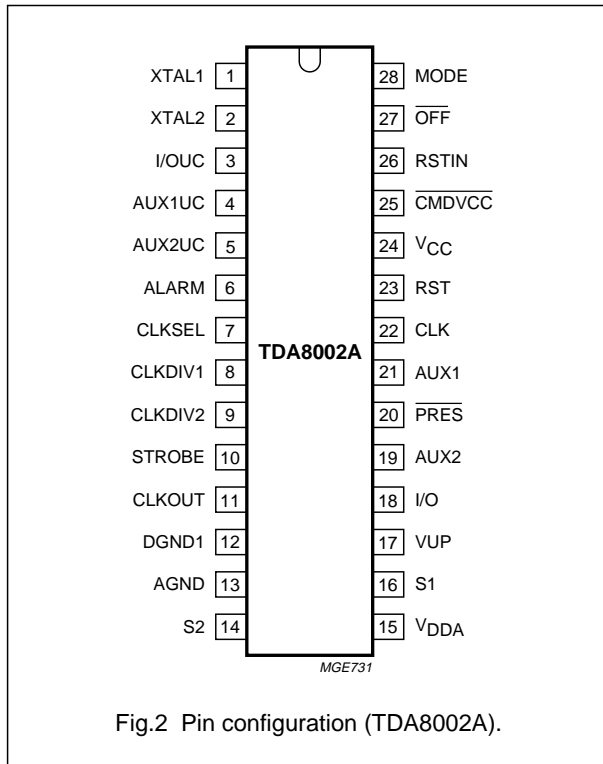 XTAL1 1 28 MODE
XTAL2 2 27 O̅F̅F̅
I/OUC 3 26 RSTIN
AUX1UC 4 25 C̅M̅D̅V̅C̅C̅
AUX2UC 5 24 VCC
ALARM 6 23 RST
CLKSEL 7 22 CLK
TDA8002A
CLKDIV1 8 21 AUX1
CLKDIV2 9 20 P̅R̅E̅S̅
STROBE 10 19 AUX2
CLKOUT 11 18 I/O
DGND1 12 17 VUP
AGND 13 16 S1
S2 14 15 VDDA
MGE731
Fig.2 Pin configuration (TDA8002A).